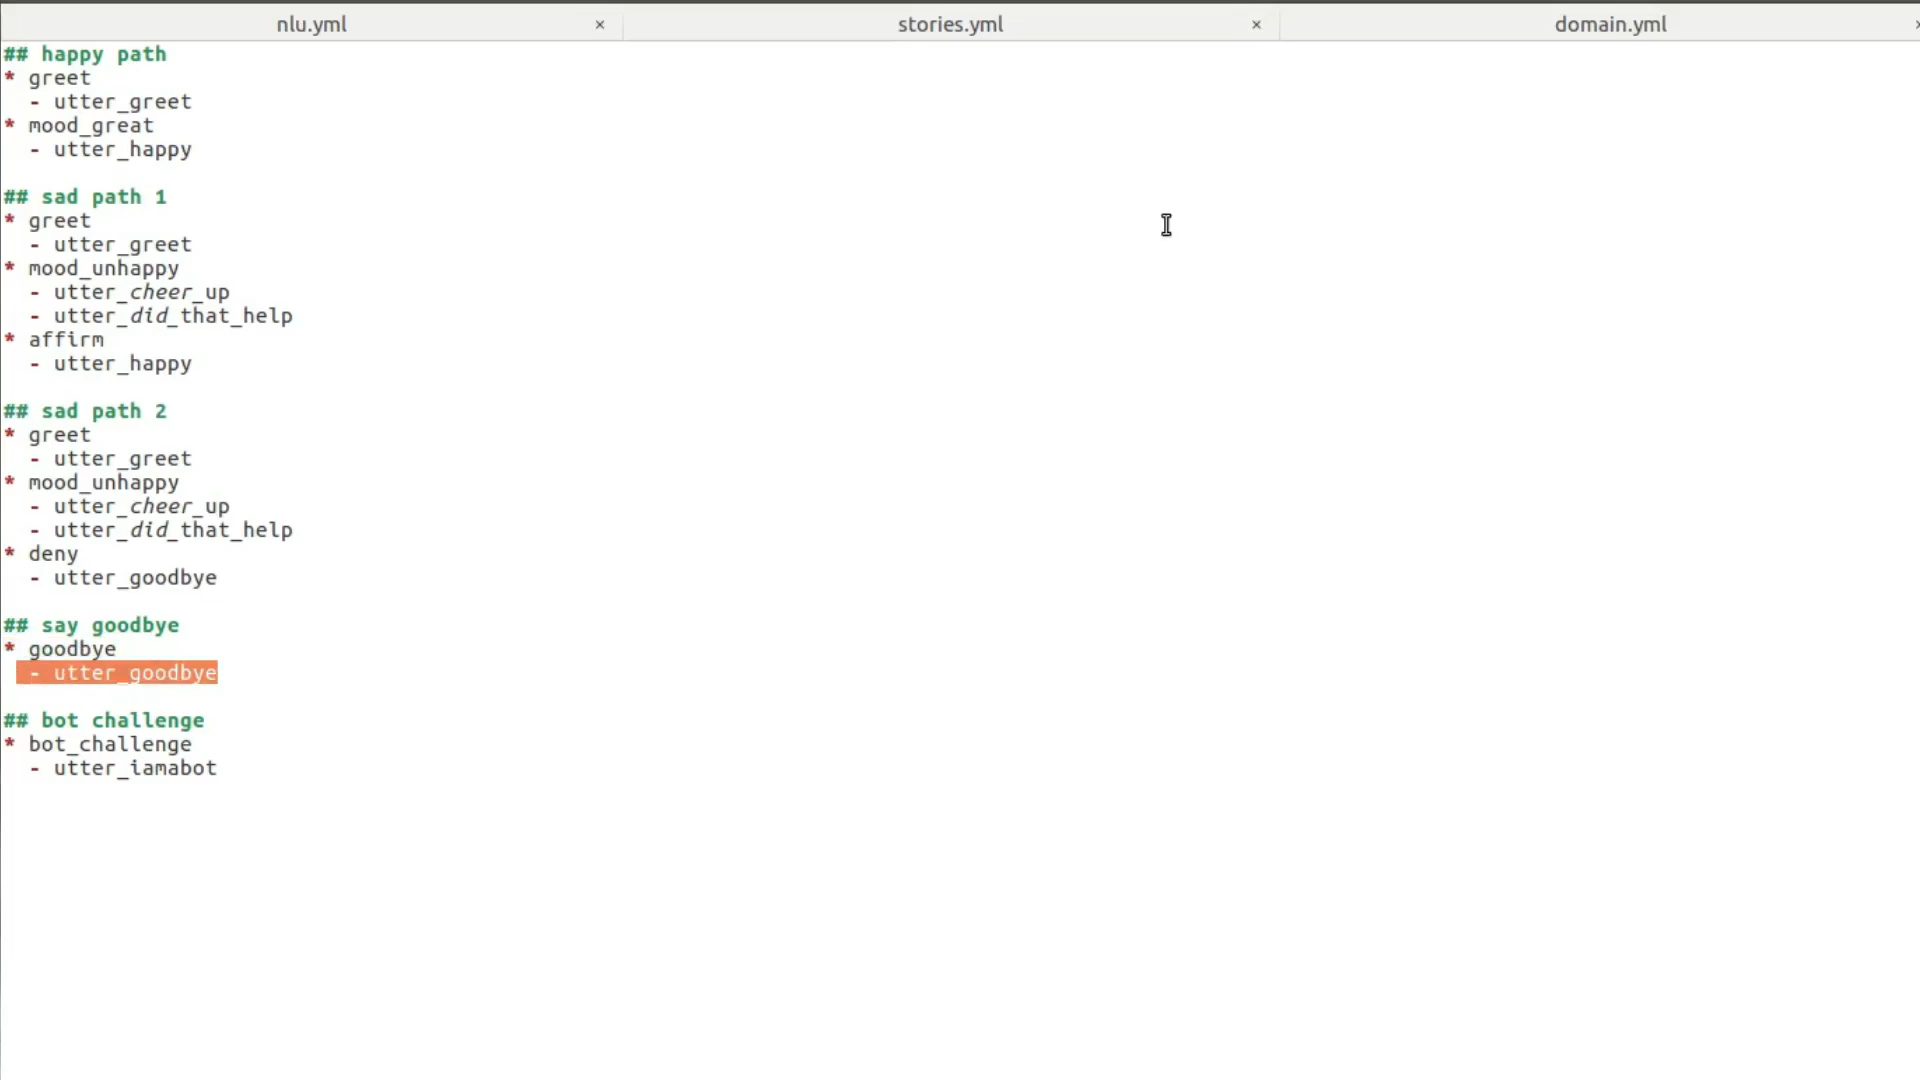 nlu.yml × stories.yml × domain.yml ×
## happy path
* greet
  - utter_greet
* mood_great
  - utter_happy
## sad path 1
* greet
  - utter_greet
* mood_unhappy
  - utter_cheer_up
  - utter_did_that_help
* affirm
  - utter_happy
## sad path 2
* greet
  - utter_greet
* mood_unhappy
  - utter_cheer_up
  - utter_did_that_help
* deny
  - utter_goodbye
## say goodbye
* goodbye
  - utter_goodbye
## bot challenge
* bot_challenge
  - utter_iamabot